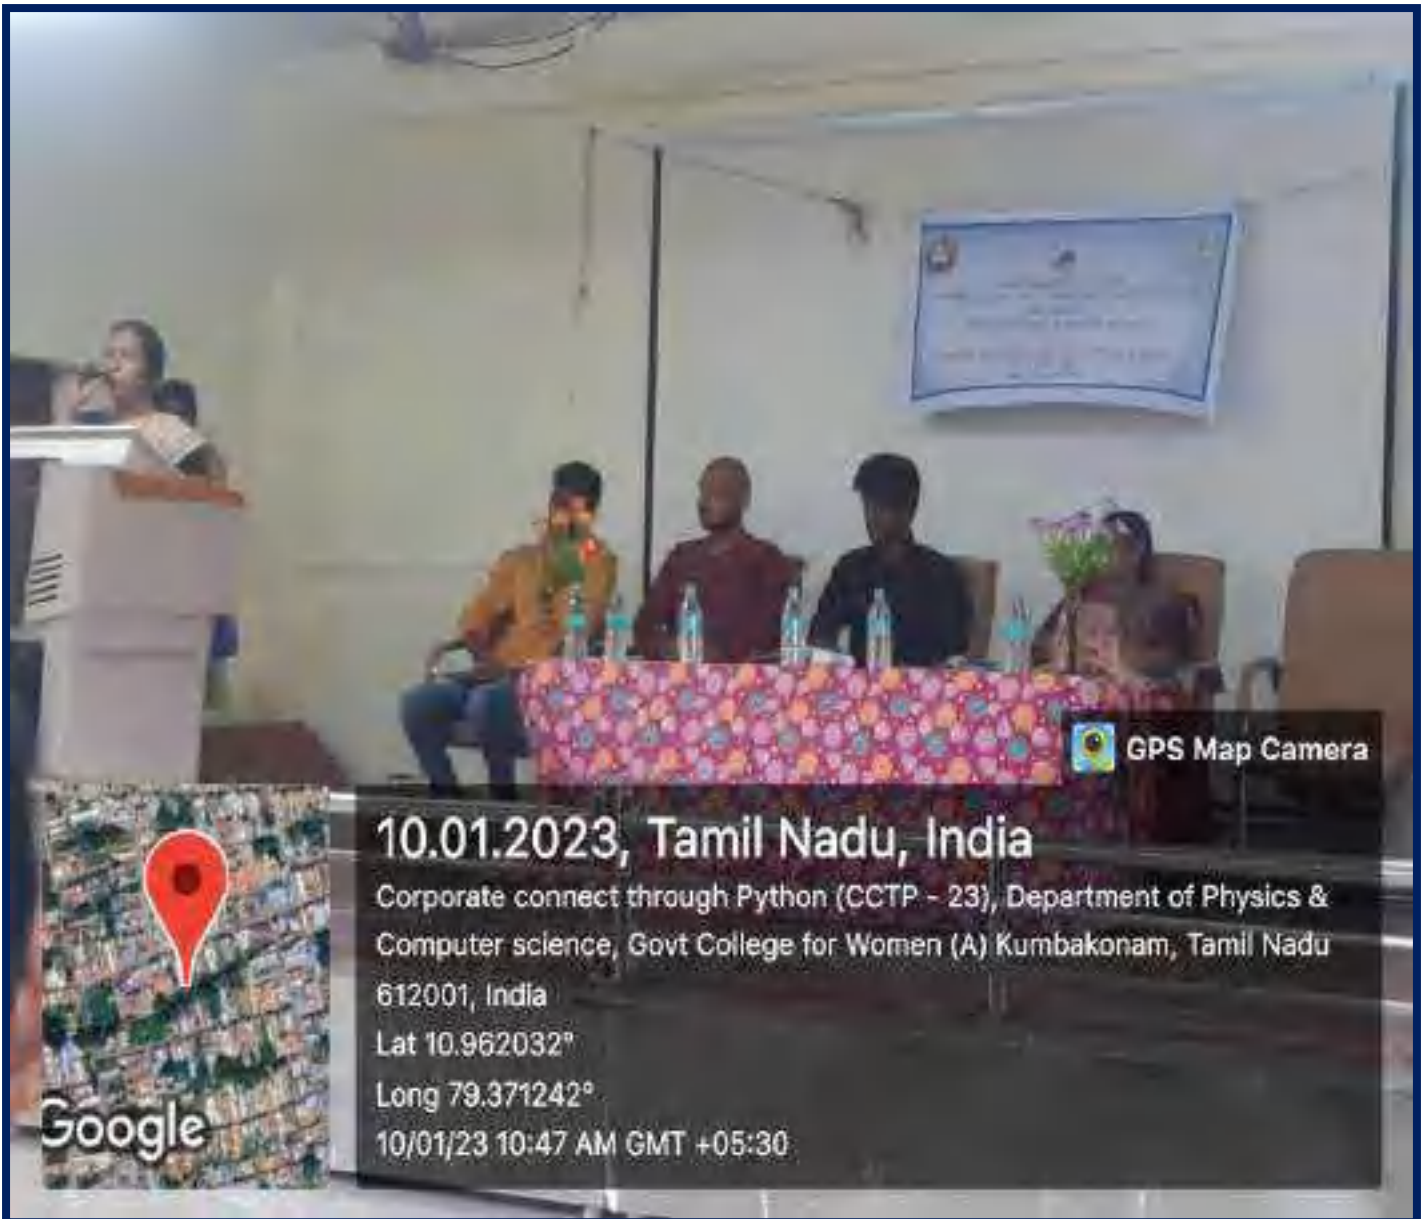 GPS Map Camera
10.01.2023, Tamil Nadu, India
Corporate connect through Python (CCTP - 23), Department of Physics &
Computer science, Govt College for Women (A) Kumbakonam, Tamil Nadu
612001, India
Lat 10.962032°
Long 79.371242°
10/01/23 10:47 AM GMT +05:30
Google